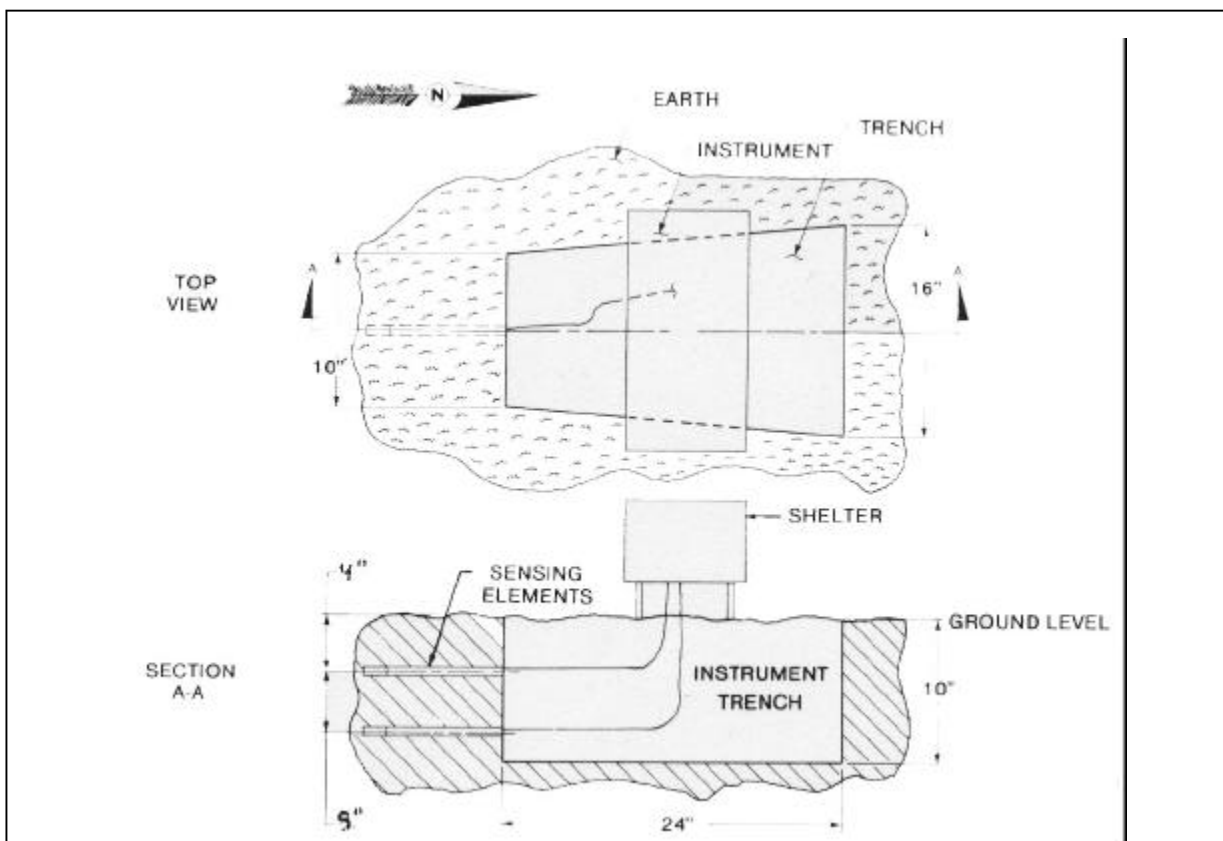 N
EARTH
TRENCH
INSTRUMENT
TOP
VIEW
A
A
16"
10"
SHELTER
4"
SENSING
ELEMENTS
GROUND LEVEL
SECTION
A-A
INSTRUMENT
TRENCH
10"
24"